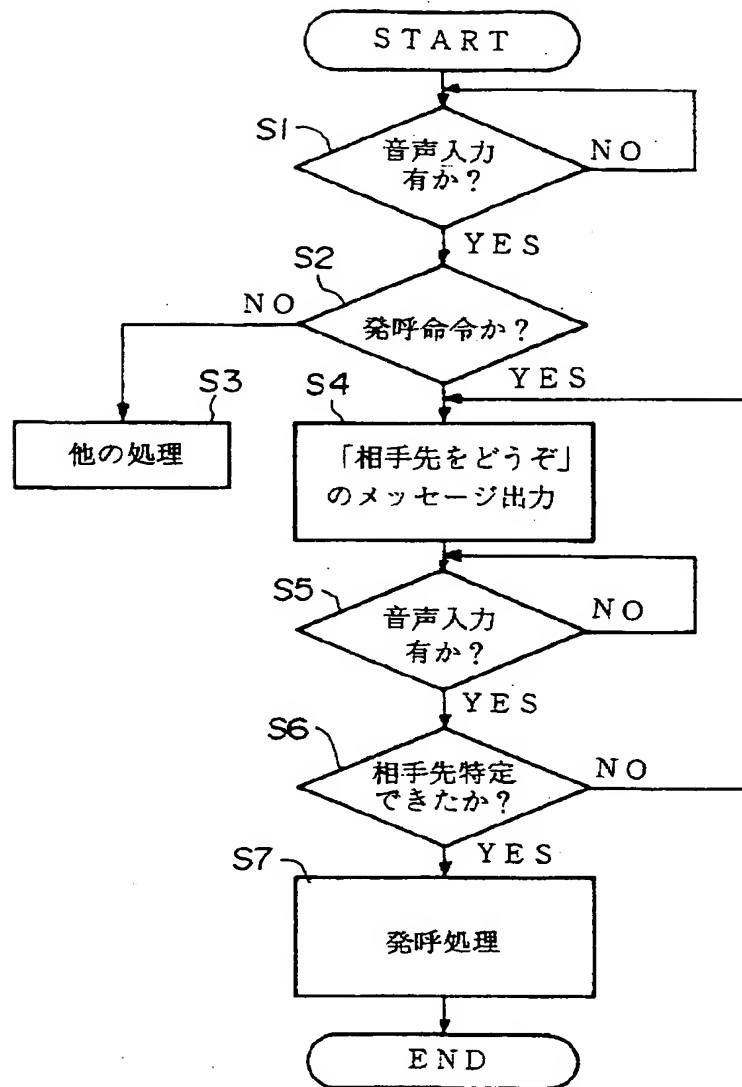 START
S1
音声入力
有か?
NO
YES
S2
NO
発呼命令か?
YES
S3
他の処理
S4
「相手先をどうぞ」
のメッセージ出力
S5
音声入力
有か?
NO
YES
S6
相手先特定
できたか?
NO
YES
S7
発呼処理
END